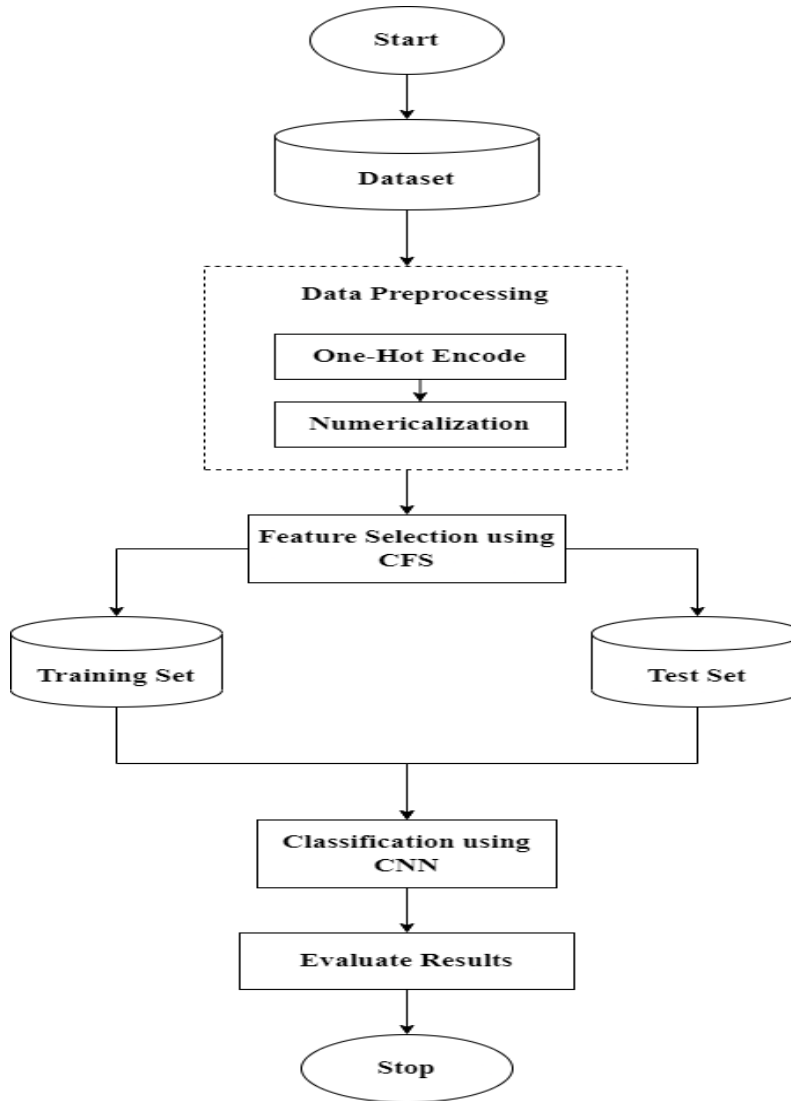 Start
Dataset
Data Preprocessing
One-Hot Encode
Numericalization
Feature Selection using
CFS
Training Set
Test Set
Classification using
CNN
Evaluate Results
Stop